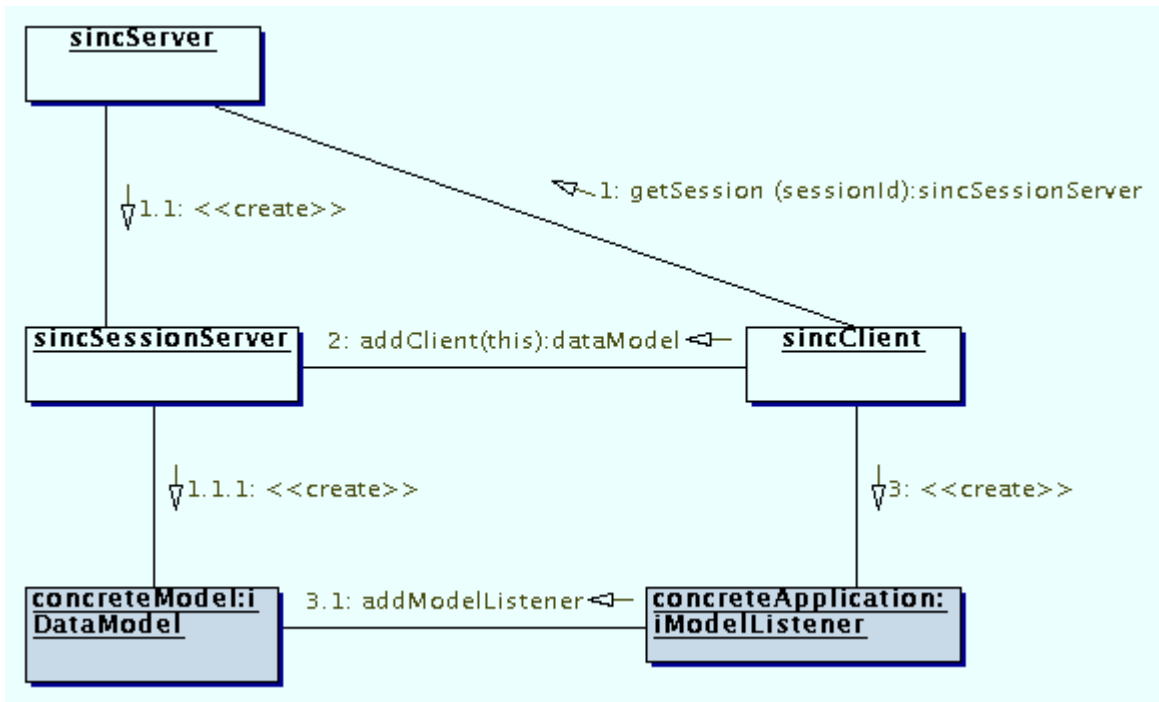 sincServer
1: getSession (sessionId):sincSessionServer
1.1: <<create>>
sincSessionServer
2: addClient(this):dataModel
sincClient
1.1.1: <<create>>
3: <<create>>
concreteModel:i
DataModel
3.1: addModelListener
concreteApplication:
iModelListener